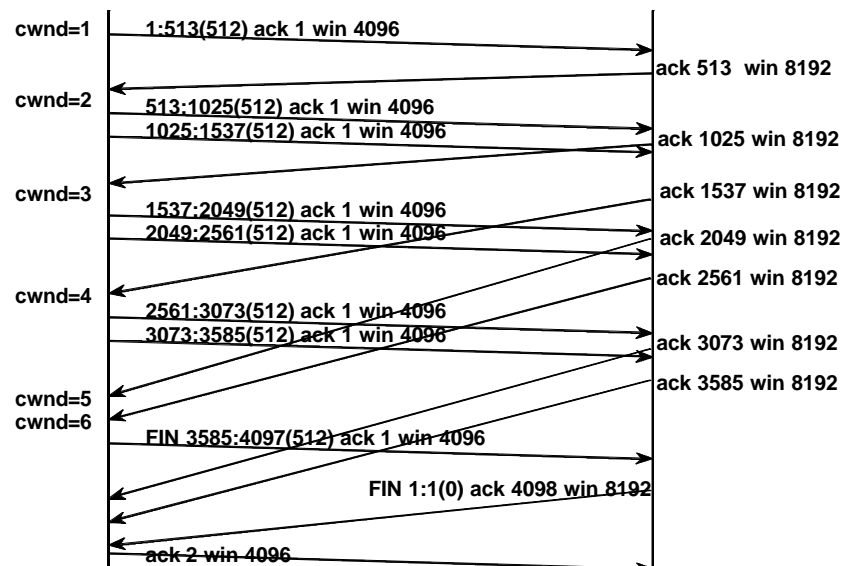 cwnd=1
1:513(512) ack 1 win 4096
ack 513 win 8192
cwnd=2
513:1025(512) ack 1 win 4096
1025:1537(512) ack 1 win 4096
ack 1025 win 8192
cwnd=3
ack 1537 win 8192
1537:2049(512) ack 1 win 4096
2049:2561(512) ack 1 win 4096
ack 2049 win 8192
ack 2561 win 8192
cwnd=4
2561:3073(512) ack 1 win 4096
3073:3585(512) ack 1 win 4096
ack 3073 win 8192
ack 3585 win 8192
cwnd=5
cwnd=6
FIN 3585:4097(512) ack 1 win 4096
FIN 1:1(0) ack 4098 win 8192
ack 2 win 4096